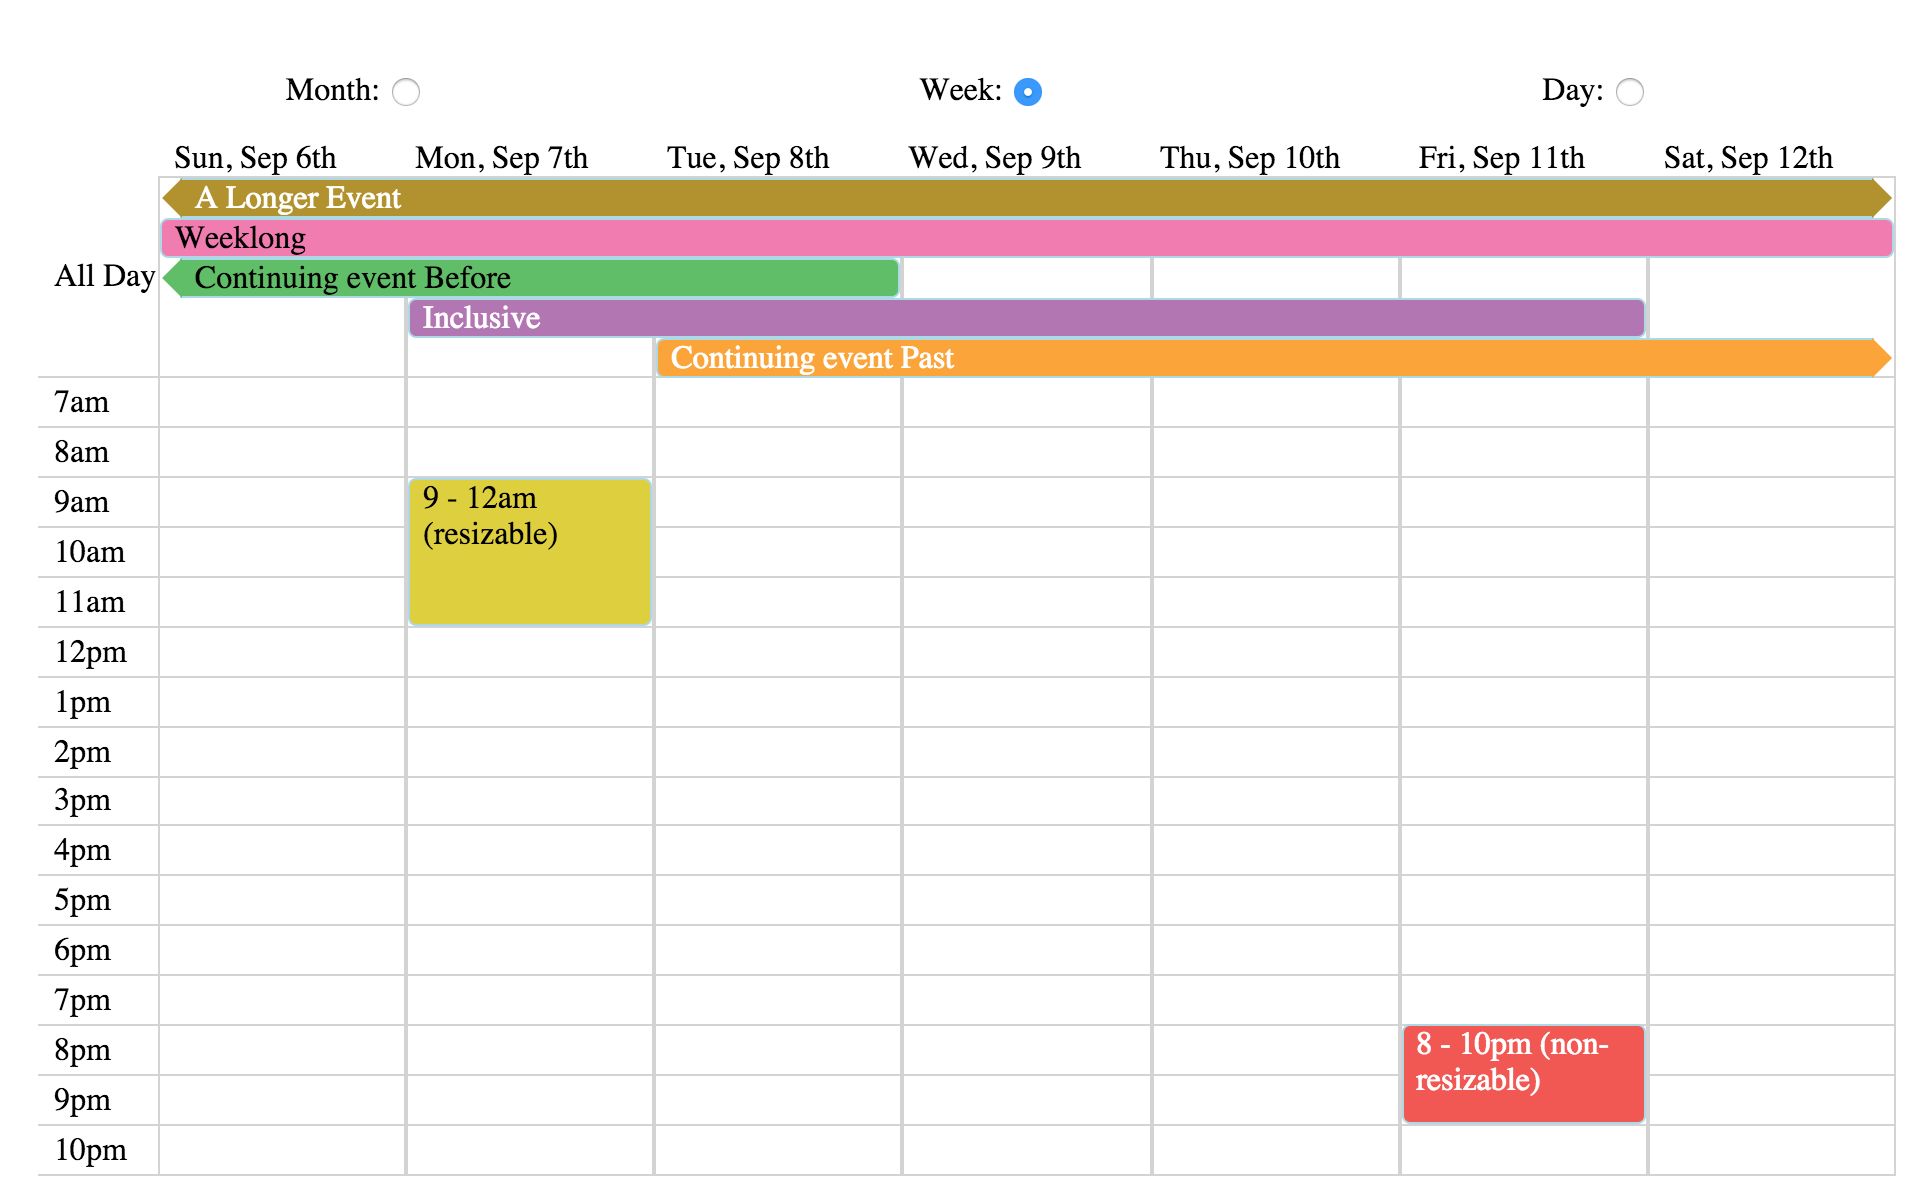 Month:
Week:
Day:
Sun, Sep 6th
Mon, Sep 7th
Tue, Sep 8th
Wed, Sep 9th
Thu, Sep 10th
Fri, Sep 11th
Sat, Sep 12th
All Day
A Longer Event
Weeklong
Continuing event Before
Inclusive
Continuing event Past
7am
8am
9am
9 - 12am
(resizable)
10am
11am
12pm
1pm
2pm
3pm
4pm
5pm
6pm
7pm
8pm
8 - 10pm (non-
resizable)
9pm
10pm